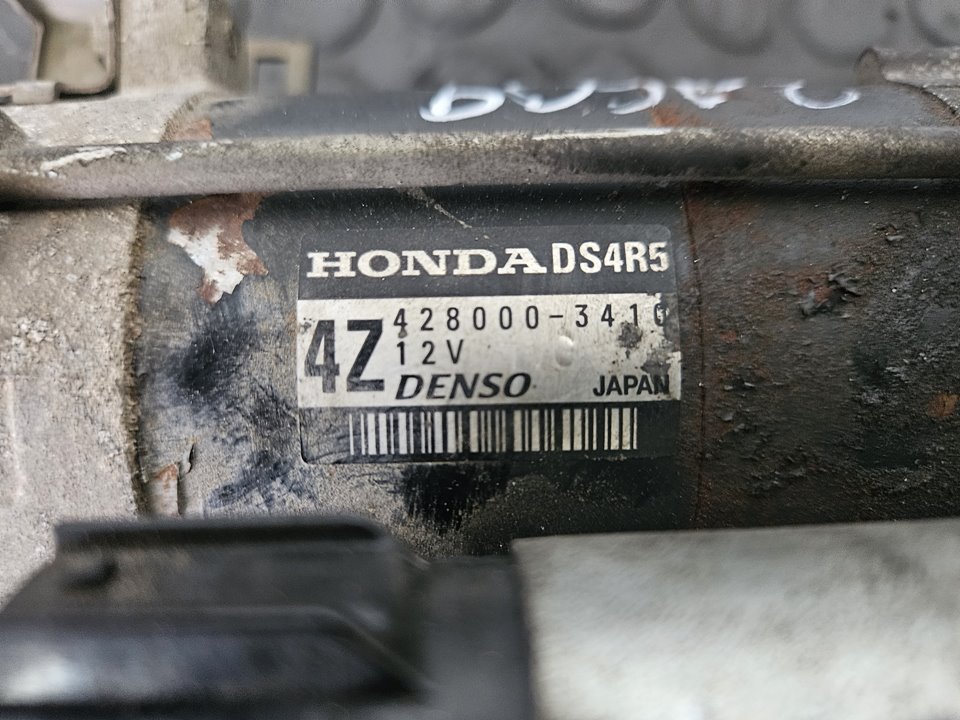 HONDA DS4R5
4Z 428000-3410
12V
DENSO JAPAN